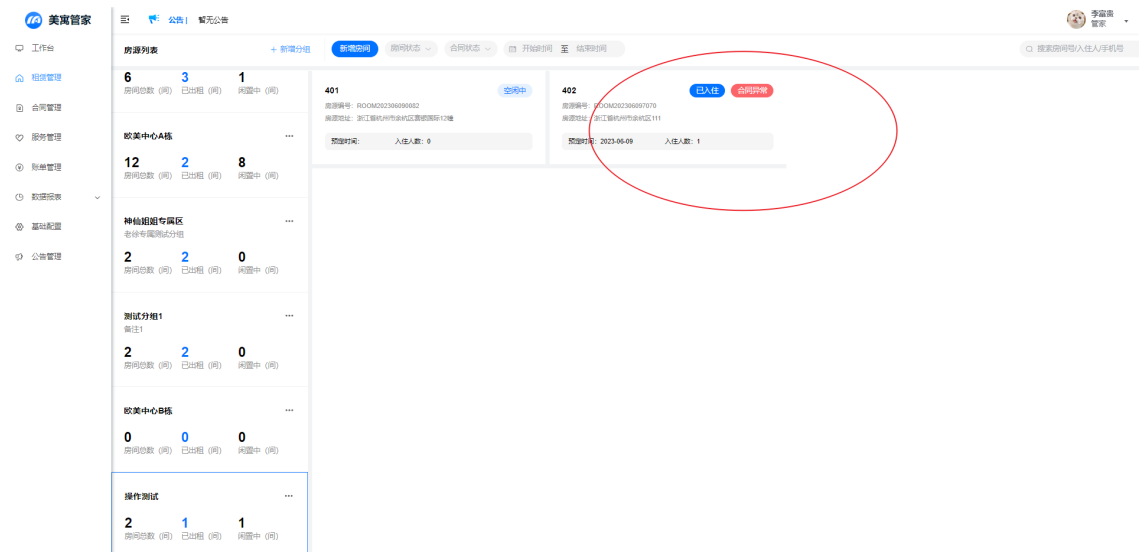 美寓管家
公告 | 暂无公告
李富贵
管家
工作台
租赁管理
合同管理
服务管理
账单管理
数据报表
基础配置
公告管理
房源列表
+ 新增分组
6 3 1
房间总数 (间) 已出租 (间) 闲置中 (间)
欧美中心A栋 ...
12 2 8
房间总数 (间) 已出租 (间) 闲置中 (间)
神仙姐姐专属区 ...
老徐专属测试分组
2 2 0
房间总数 (间) 已出租 (间) 闲置中 (间)
测试分组1 ...
备注1
2 2 0
房间总数 (间) 已出租 (间) 闲置中 (间)
欧美中心B栋 ...
0 0 0
房间总数 (间) 已出租 (间) 闲置中 (间)
操作测试 ...
2 1 1
房间总数 (间) 已出租 (间) 闲置中 (间)
新增房间 房间状态 合同状态 开始时间 至 结束时间
搜索房间号/入住人/手机号
401 空闲中
房源编号: ROOM202306090882
房源地址: 浙江省杭州市余杭区国际12幢
预定时间: 入住人数: 0
402 已入住 合同异常
房源编号: ROOM202306097070
房源地址: 浙江省杭州市余杭区111
预定时间: 2023-06-09 入住人数: 1